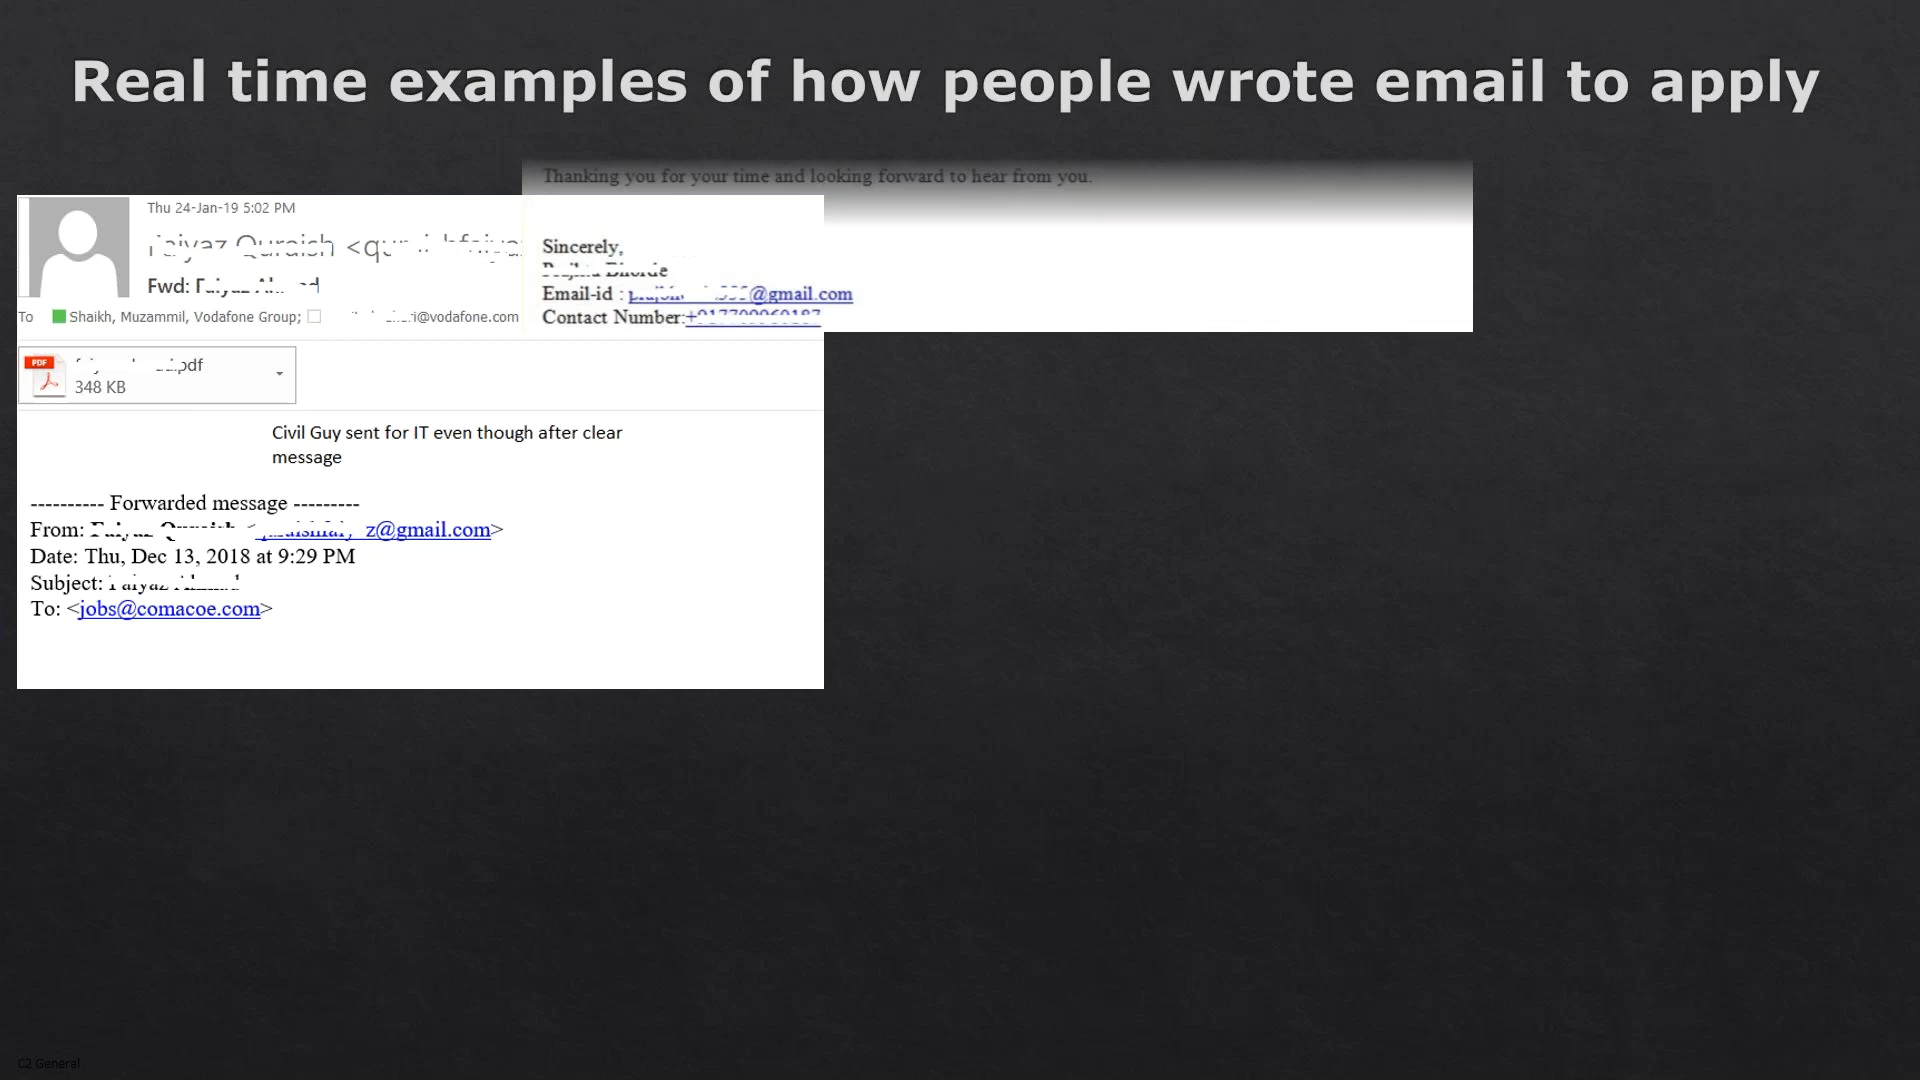 Real time examples of how people wrote email to apply
Thanking you for your time and looking forward to hear from you.
Thu 24-Jan-19 5:02 PM
Fwd:
To Shaikh, Muzammil, Vodafone Group; @vodafone.com
Sincerely,
Email-id : @gmail.com
Contact Number:
PDF
.pdf
348 KB
Civil Guy sent for IT even though after clear
message
---------- Forwarded message ---------
From: z@gmail.com>
Date: Thu, Dec 13, 2018 at 9:29 PM
Subject:
To: <jobs@comacoe.com>
C2 General